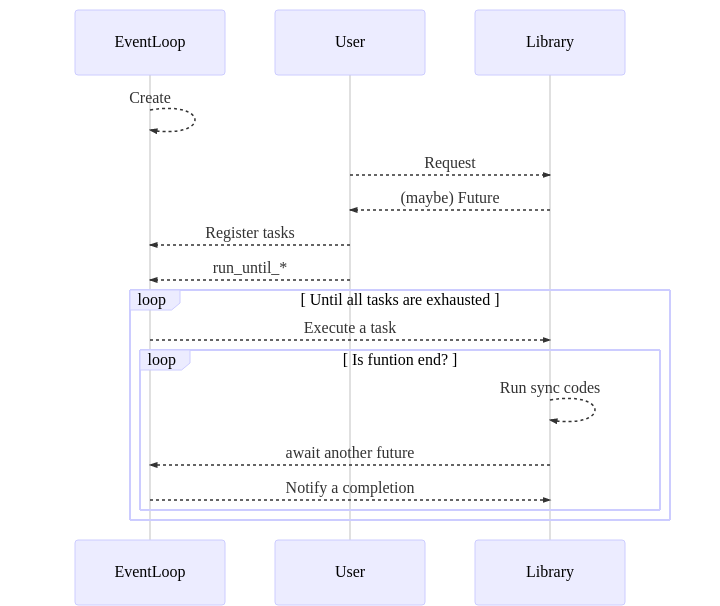 EventLoop
User
Library
Create
Request
(maybe) Future
Register tasks
run_until_*
loop
[ Until all tasks are exhausted ]
Execute a task
loop
[ Is funtion end? ]
Run sync codes
await another future
Notify a completion
EventLoop
User
Library